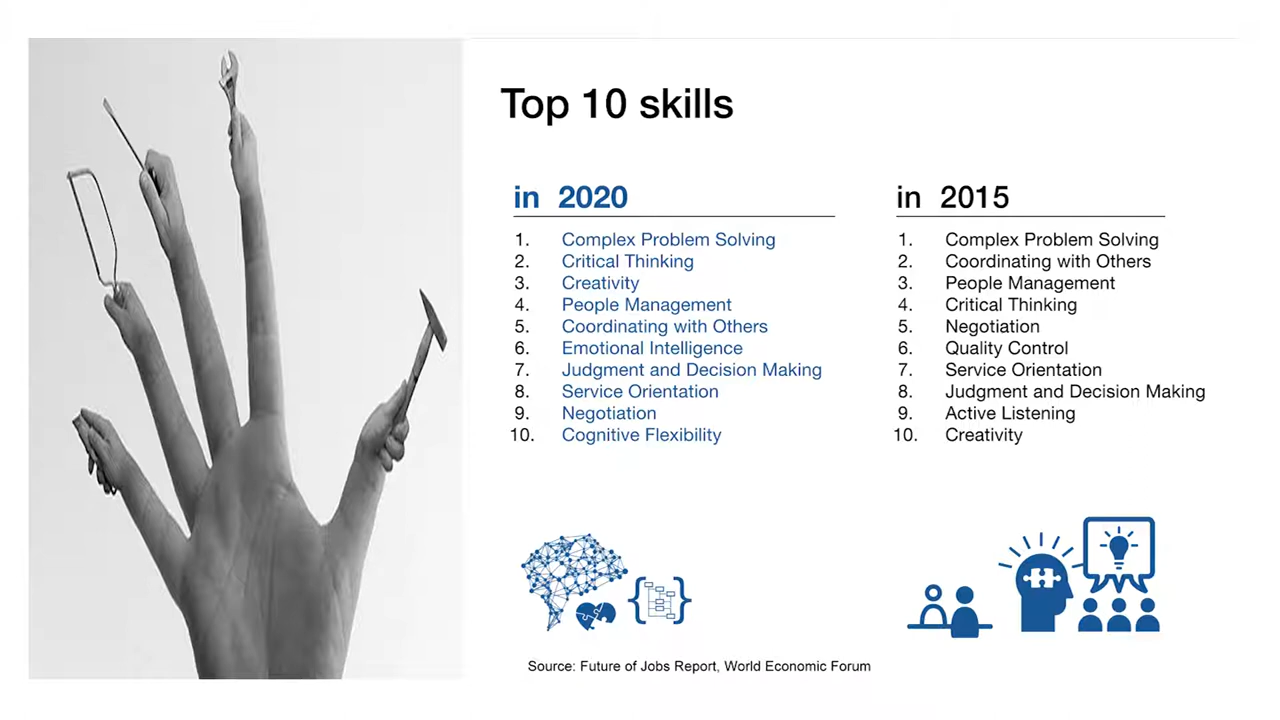 Top 10 skills
in 2020
1. Complex Problem Solving
2. Critical Thinking
3. Creativity
4. People Management
5. Coordinating with Others
6. Emotional Intelligence
7. Judgment and Decision Making
8. Service Orientation
9. Negotiation
10. Cognitive Flexibility
in 2015
1. Complex Problem Solving
2. Coordinating with Others
3. People Management
4. Critical Thinking
5. Negotiation
6. Quality Control
7. Service Orientation
8. Judgment and Decision Making
9. Active Listening
10. Creativity
Source: Future of Jobs Report, World Economic Forum